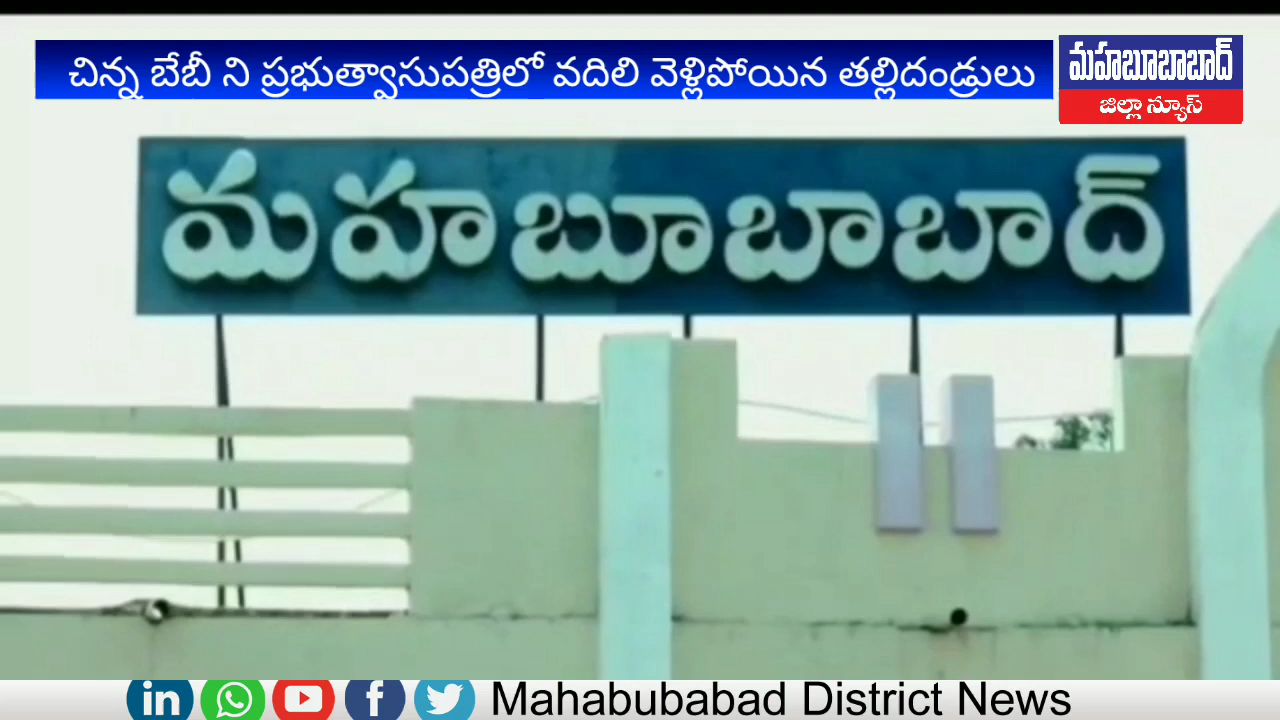 చిన్న బేబీ ని ప్రభుత్వాసుపత్రిలో వదిలి వెళ్లిపోయిన తల్లిదండ్రులు
మహబూబాబాద్
జిల్లా న్యూస్
మహబూబాబాద్
Mahabubabad District News